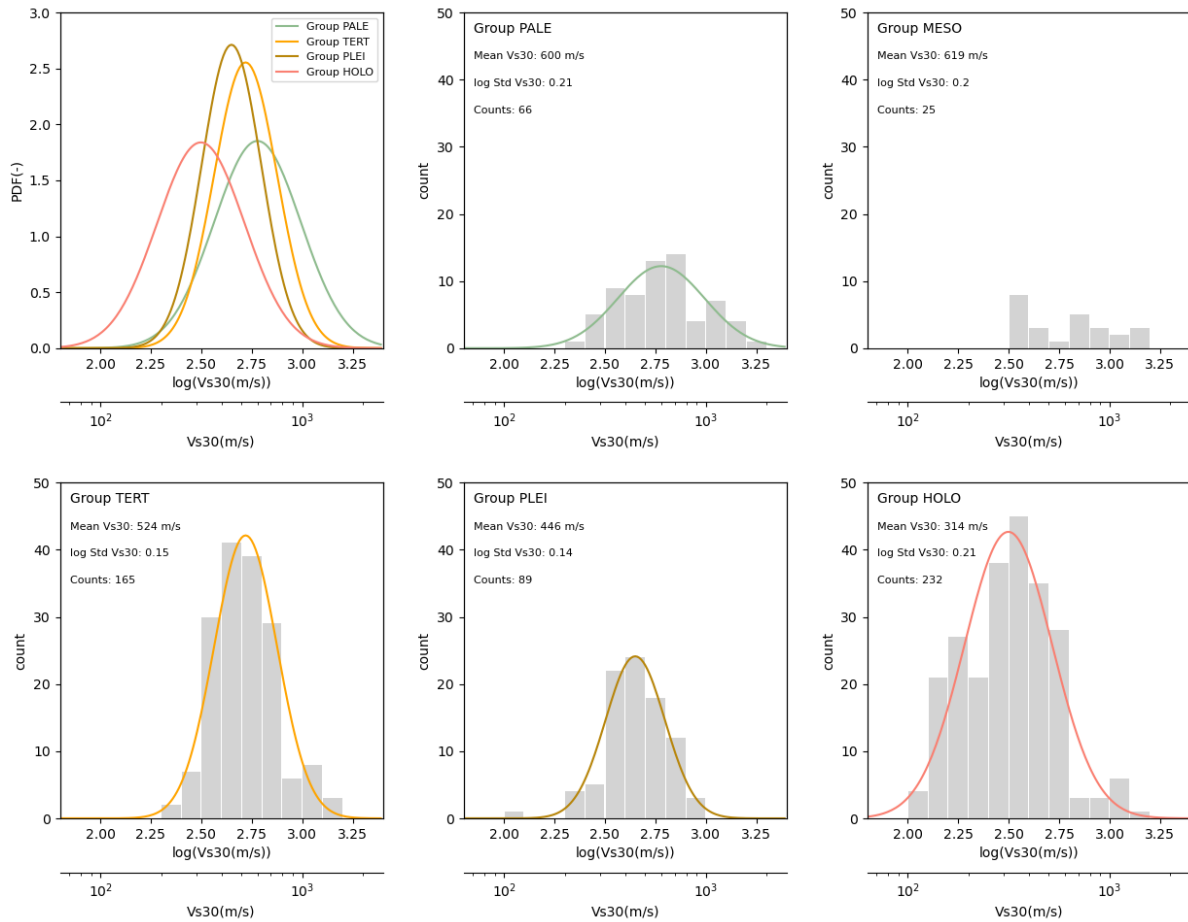 3.0
2.5
2.0
1.5
1.0
0.5
0.0
PDF(-)
Group PALE
Group TERT
Group PLEI
Group HOLO
2.00 2.25 2.50 2.75 3.00 3.25
log(Vs30(m/s))
10^2 10^3
Vs30(m/s)
50
40
30
20
10
0
count
Group PALE
Mean Vs30: 600 m/s
log Std Vs30: 0.21
Counts: 66
2.00 2.25 2.50 2.75 3.00 3.25
log(Vs30(m/s))
10^2 10^3
Vs30(m/s)
50
40
30
20
10
0
count
Group MESO
Mean Vs30: 619 m/s
log Std Vs30: 0.2
Counts: 25
2.00 2.25 2.50 2.75 3.00 3.25
log(Vs30(m/s))
10^2 10^3
Vs30(m/s)
50
40
30
20
10
0
count
Group TERT
Mean Vs30: 524 m/s
log Std Vs30: 0.15
Counts: 165
2.00 2.25 2.50 2.75 3.00 3.25
log(Vs30(m/s))
10^2 10^3
Vs30(m/s)
50
40
30
20
10
0
count
Group PLEI
Mean Vs30: 446 m/s
log Std Vs30: 0.14
Counts: 89
2.00 2.25 2.50 2.75 3.00 3.25
log(Vs30(m/s))
10^2 10^3
Vs30(m/s)
50
40
30
20
10
0
count
Group HOLO
Mean Vs30: 314 m/s
log Std Vs30: 0.21
Counts: 232
2.00 2.25 2.50 2.75 3.00 3.25
log(Vs30(m/s))
10^2 10^3
Vs30(m/s)